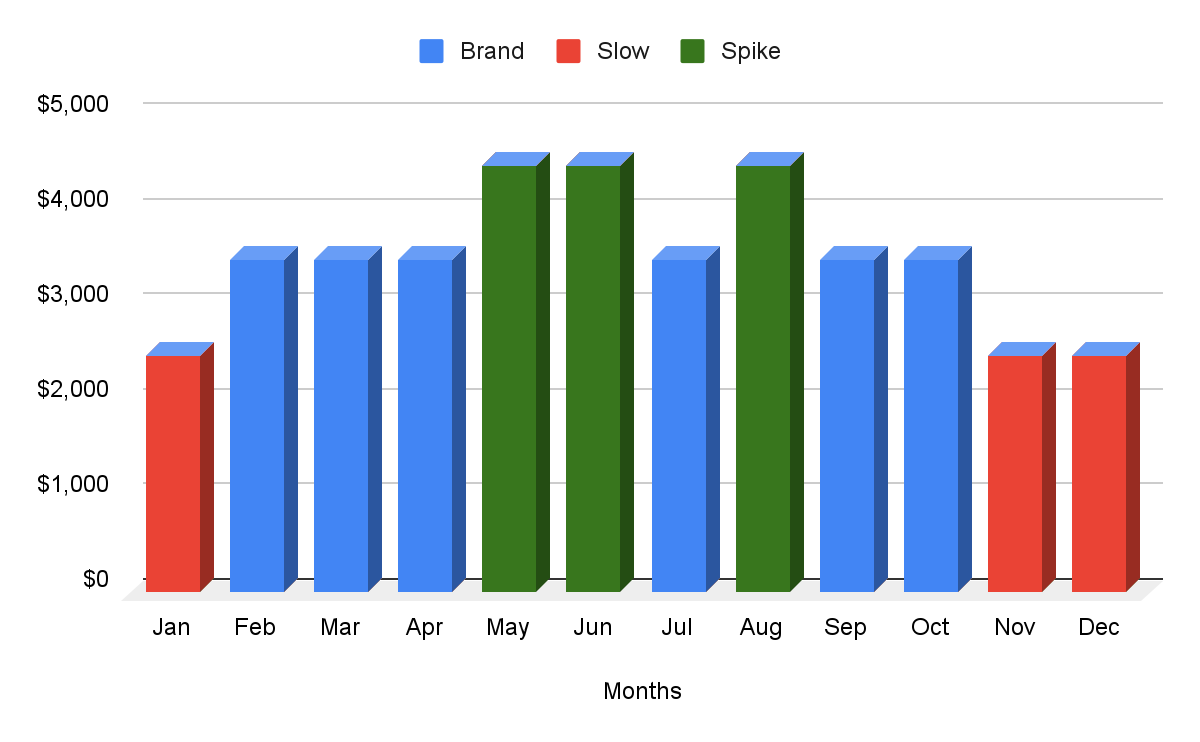 Brand Slow Spike
$5,000
$4,000
$3,000
$2,000
$1,000
$0
Jan Feb Mar Apr May Jun Jul Aug Sep Oct Nov Dec
Months